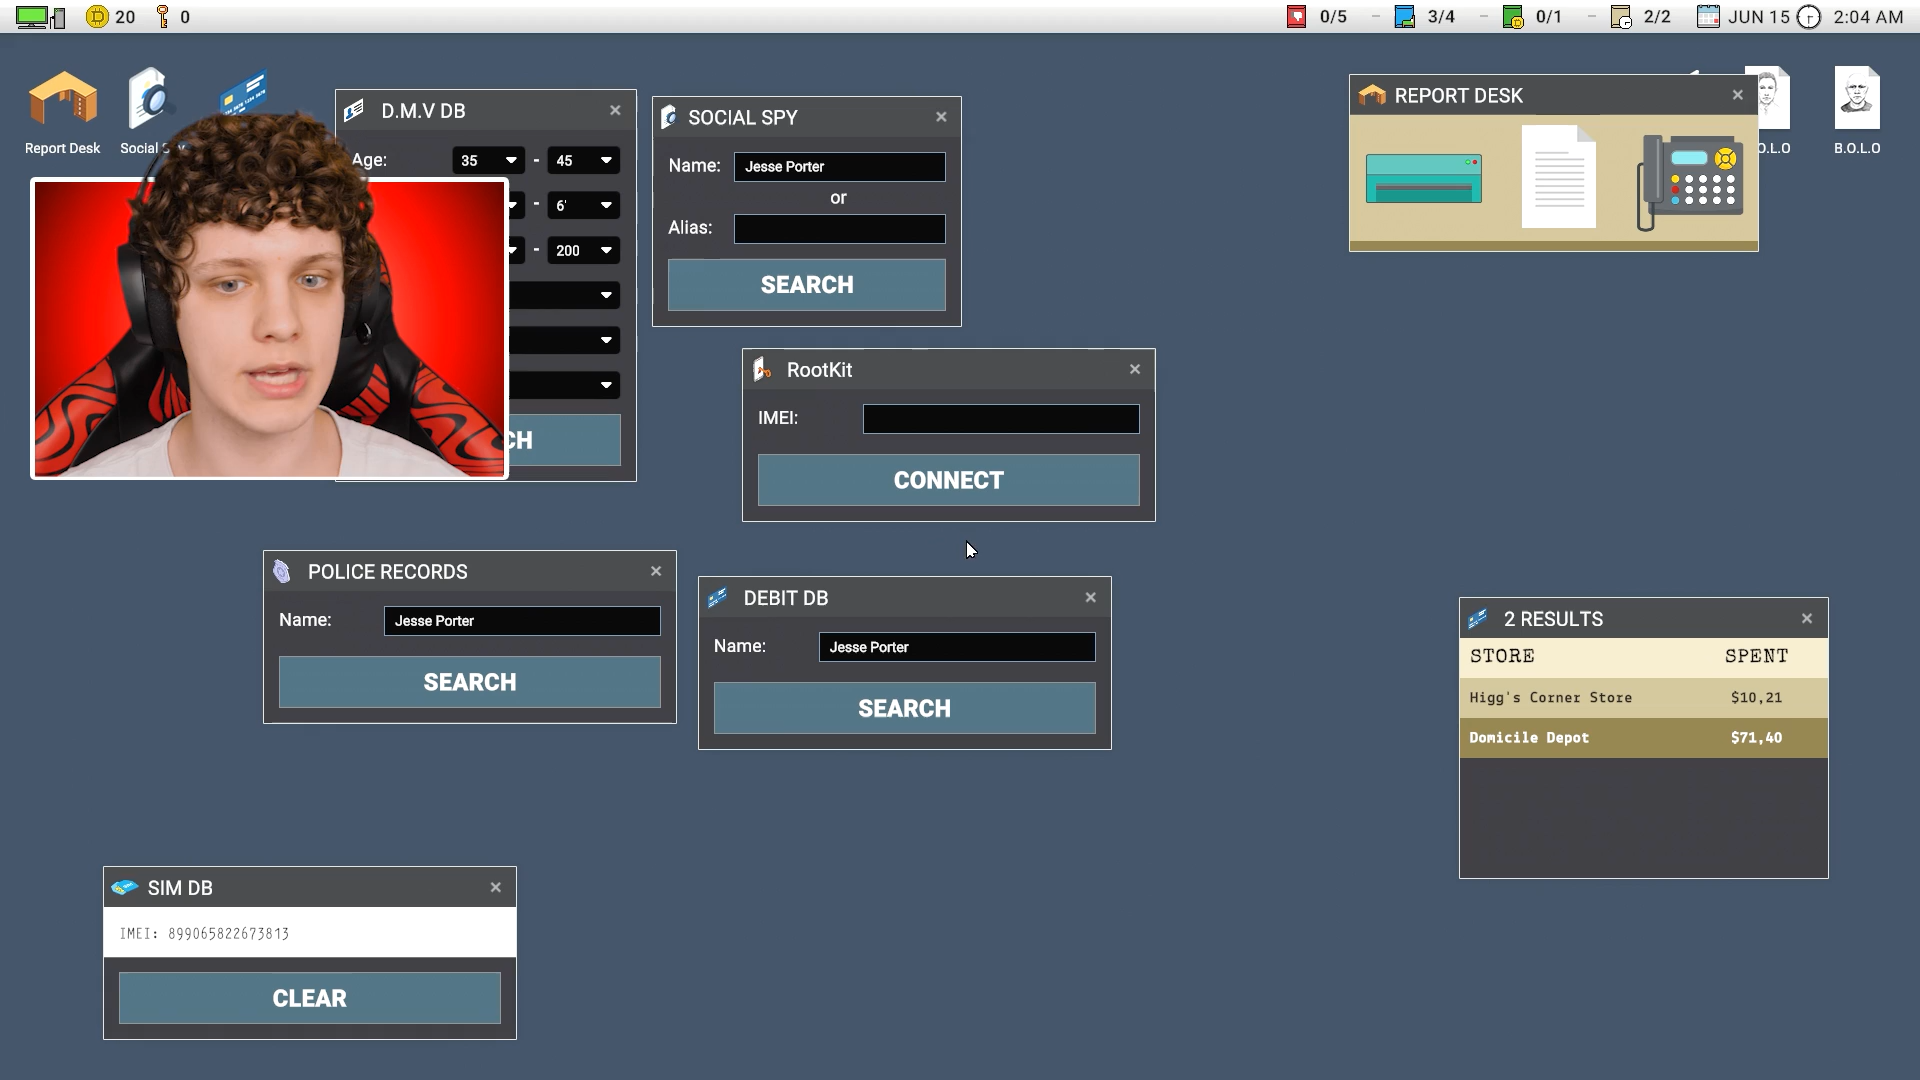 20
0
0/5
3/4
0/1
2/2
JUN 15
2:04 AM
Report Desk
D.M.V DB
Age:
35
-
45
-
6'
-
200
SOCIAL SPY
Name:
Jesse Porter
or
Alias:
SEARCH
REPORT DESK
B.O.L.O
RootKit
IMEI:
CONNECT
POLICE RECORDS
Name:
Jesse Porter
SEARCH
DEBIT DB
Name:
Jesse Porter
SEARCH
2 RESULTS
STORE SPENT
Higg's Corner Store $10,21
Domicile Depot $71,40
SIM DB
IMEI: 899065822673813
CLEAR